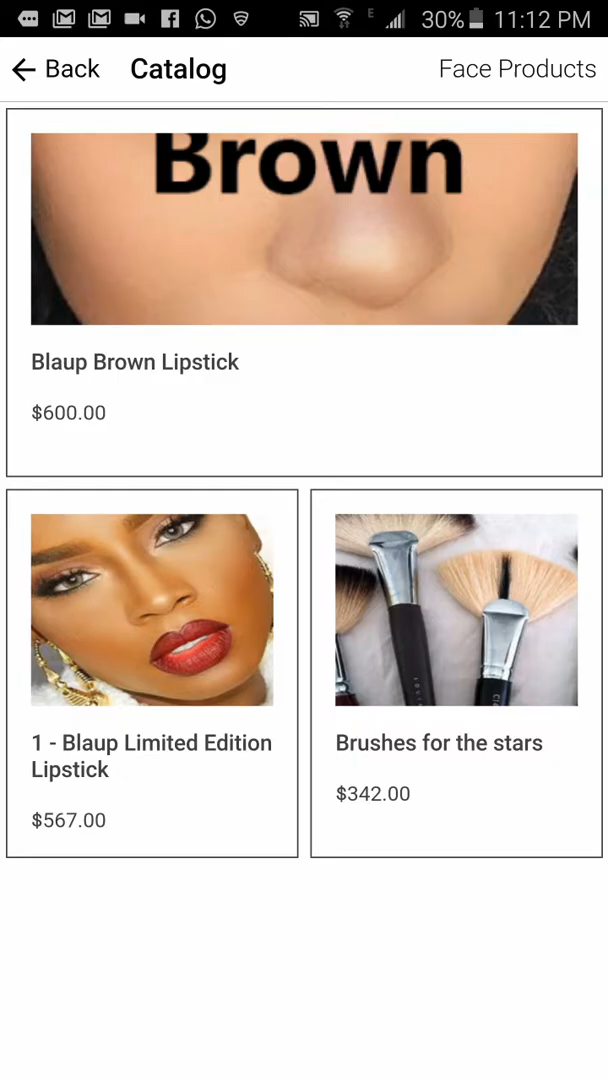 E 30% 11:12 PM
Back Catalog Face Products
Brown
Blaup Brown Lipstick
$600.00
1 - Blaup Limited Edition
Lipstick
$567.00
Brushes for the stars
$342.00